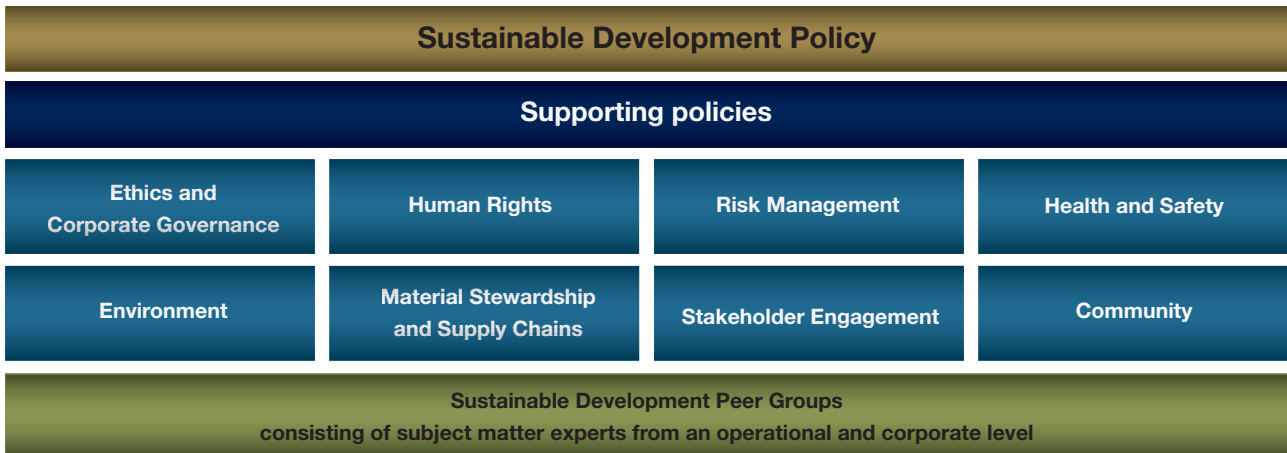 Sustainable Development Policy
Supporting policies
Ethics and
Corporate Governance
Human Rights
Risk Management
Health and Safety
Environment
Material Stewardship
and Supply Chains
Stakeholder Engagement
Community
Sustainable Development Peer Groups
consisting of subject matter experts from an operational and corporate level